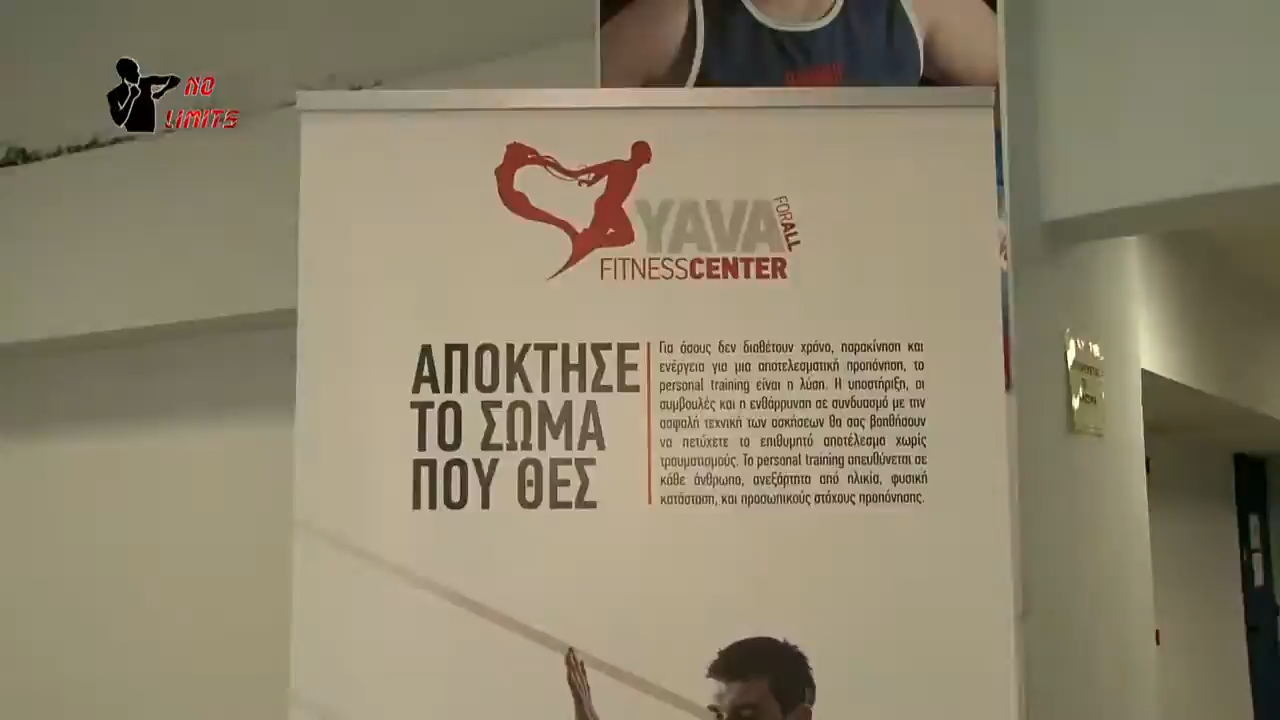 NO
LIMITS
YAVA
FOR ALL
FITNESSCENTER
ΑΠΟΚΤΗΣΕ
ΤΟ ΣΩΜΑ
ΠΟΥ ΘΕΣ
Για όσους δεν διαθέτουν χρόνο, παρακίνηση και
ενέργεια για μια αποτελεσματική προπόνηση, το
personal training είναι η λύση. Η υποστήριξη, οι
συμβουλές και η ενθάρρυνση σε συνδυασμό με την
ασφαλή τεχνική των ασκήσεων θα σας βοηθήσουν
να πετύχετε το επιθυμητό αποτέλεσμα χωρίς
τραυματισμούς. Το personal training απευθύνεται σε
κάθε άνθρωπο, ανεξάρτητα από ηλικία, φυσική
κατάσταση, και προσωπικούς στόχους προπόνησης.